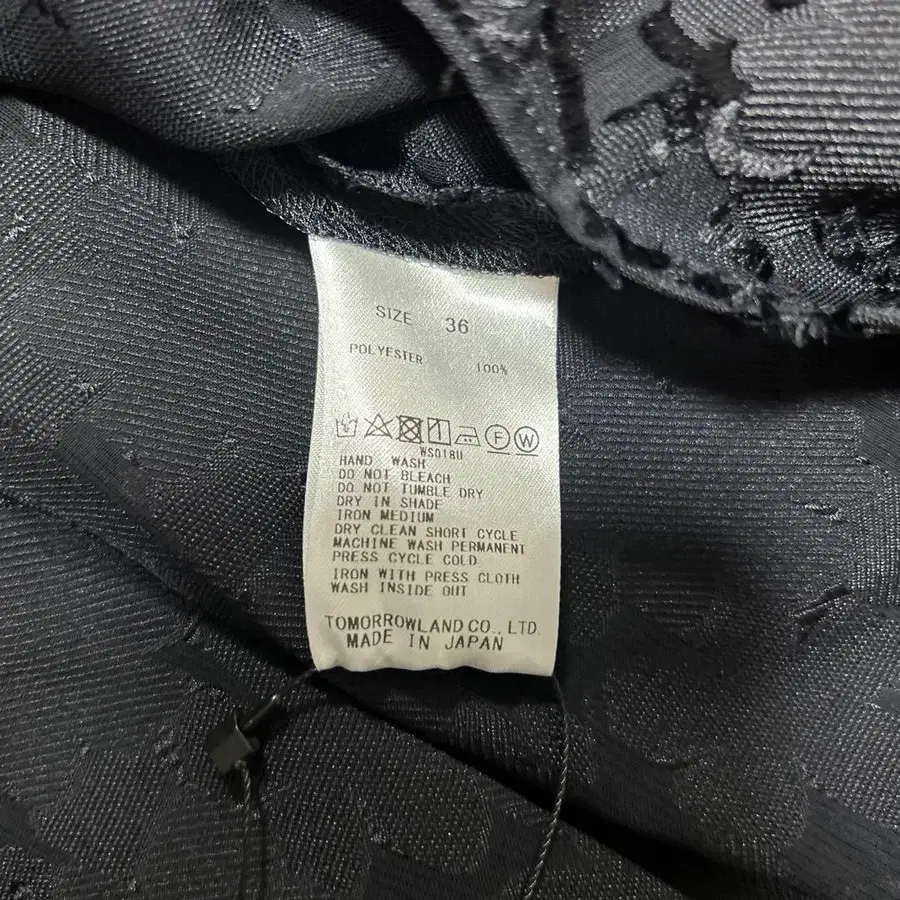 SIZE 36
POLYESTER 100%
F W
WS018U
HAND WASH
DO NOT BLEACH
DO NOT TUMBLE DRY
DRY IN SHADE
IRON MEDIUM
DRY CLEAN SHORT CYCLE
MACHINE WASH PERMANENT
PRESS CYCLE COLD
IRON WITH PRESS CLOTH
WASH INSIDE OUT
TOMORROWLAND CO., LTD.
MADE IN JAPAN